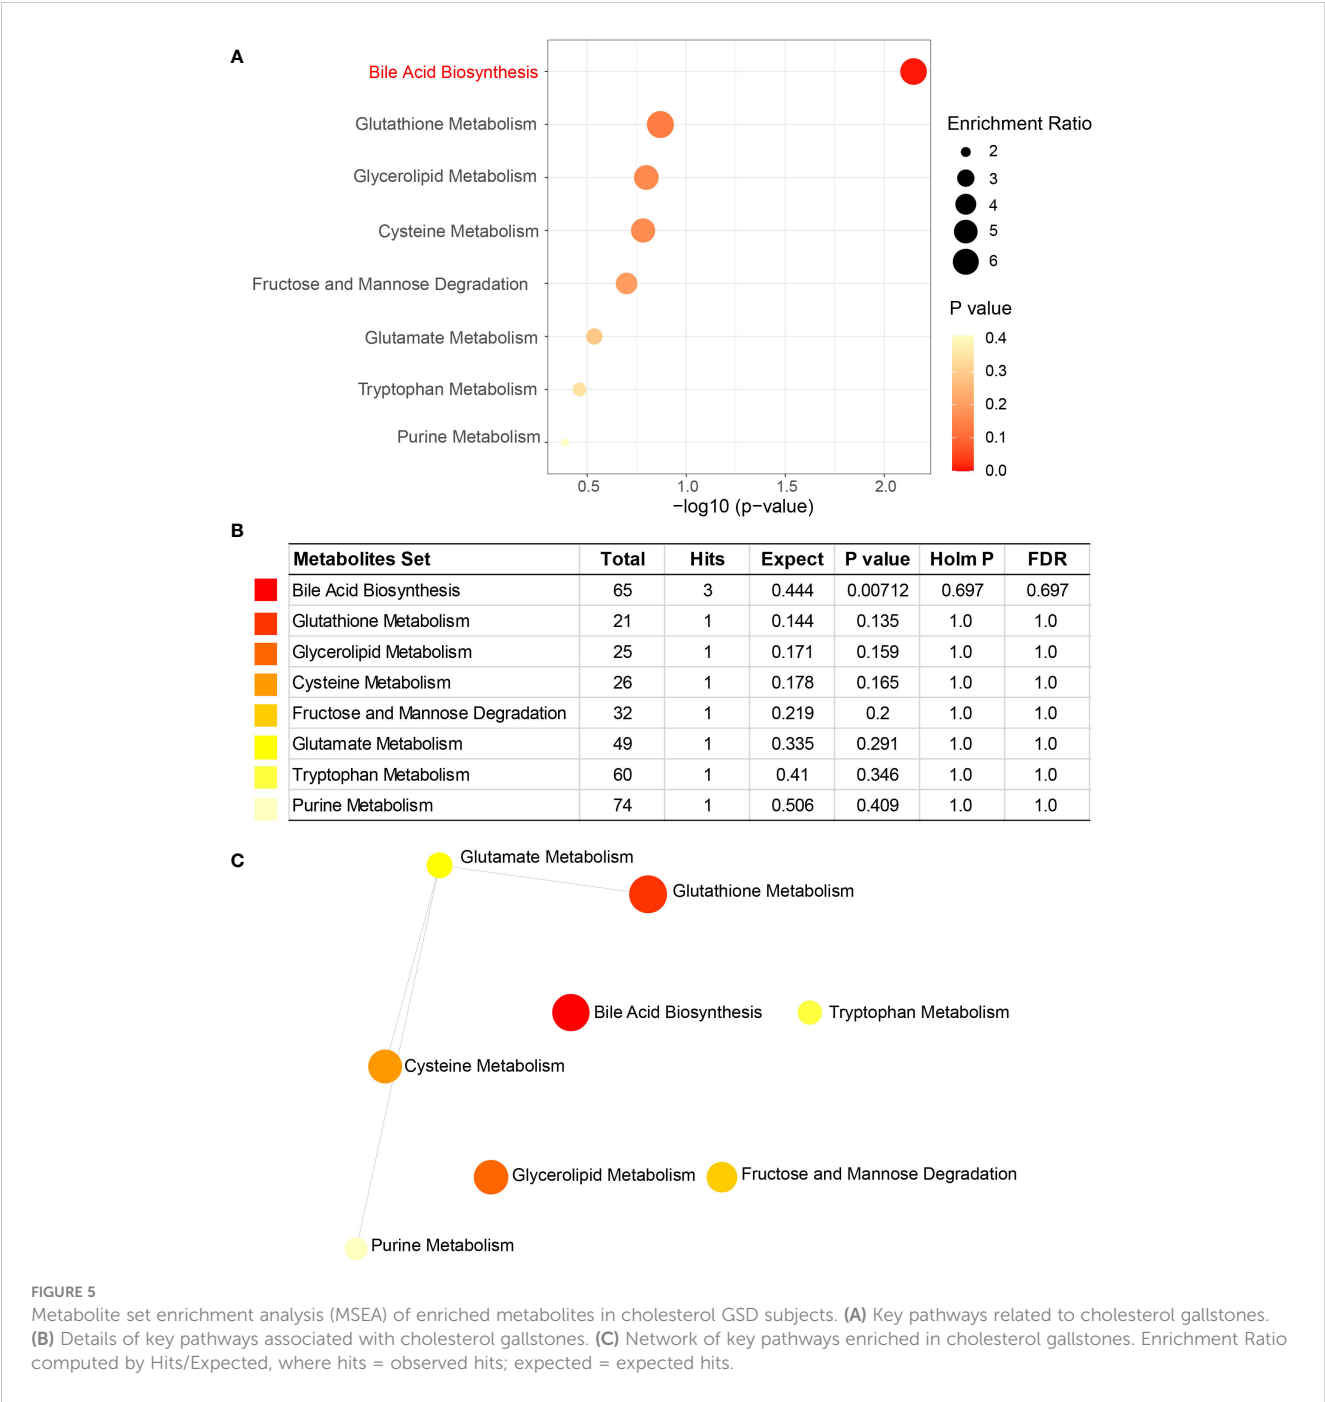 A
Bile Acid Biosynthesis
Glutathione Metabolism
Glycerolipid Metabolism
Cysteine Metabolism
Fructose and Mannose Degradation
Glutamate Metabolism
Tryptophan Metabolism
Purine Metabolism
0.5 1.0 1.5 2.0
−log10 (p−value)
Enrichment Ratio
2
3
4
5
6
P value
0.4
0.3
0.2
0.1
0.0
B
Metabolites Set Total Hits Expect P value Holm P FDR
Bile Acid Biosynthesis 65 3 0.444 0.00712 0.697 0.697
Glutathione Metabolism 21 1 0.144 0.135 1.0 1.0
Glycerolipid Metabolism 25 1 0.171 0.159 1.0 1.0
Cysteine Metabolism 26 1 0.178 0.165 1.0 1.0
Fructose and Mannose Degradation 32 1 0.219 0.2 1.0 1.0
Glutamate Metabolism 49 1 0.335 0.291 1.0 1.0
Tryptophan Metabolism 60 1 0.41 0.346 1.0 1.0
Purine Metabolism 74 1 0.506 0.409 1.0 1.0
C
Glutamate Metabolism
Glutathione Metabolism
Bile Acid Biosynthesis
Tryptophan Metabolism
Cysteine Metabolism
Glycerolipid Metabolism
Fructose and Mannose Degradation
Purine Metabolism
FIGURE 5
Metabolite set enrichment analysis (MSEA) of enriched metabolites in cholesterol GSD subjects. (A) Key pathways related to cholesterol gallstones.
(B) Details of key pathways associated with cholesterol gallstones. (C) Network of key pathways enriched in cholesterol gallstones. Enrichment Ratio
computed by Hits/Expected, where hits = observed hits; expected = expected hits.